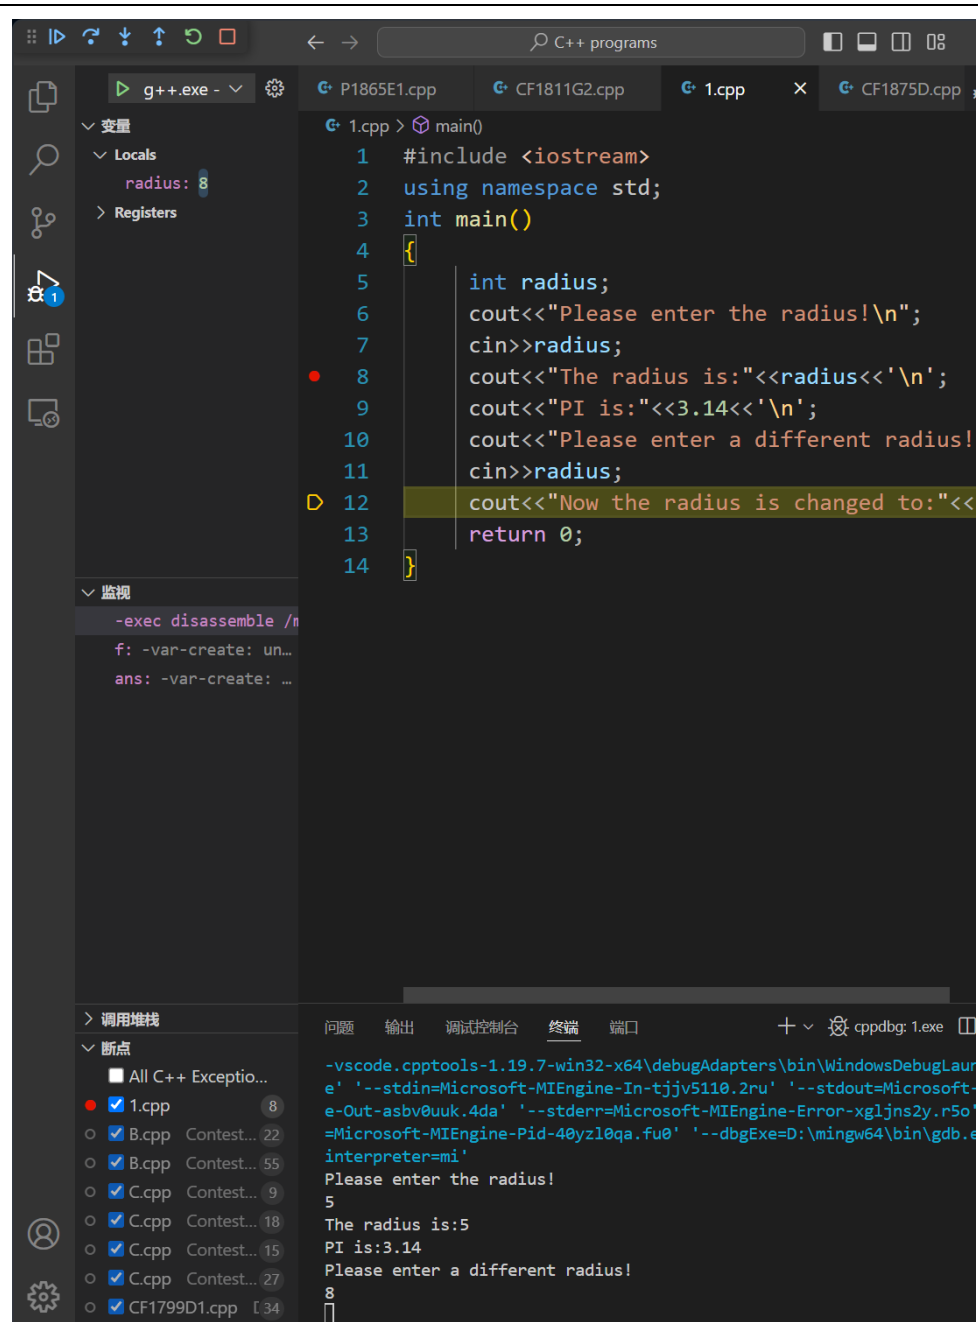 C++ programs
g++.exe -
P1865E1.cpp
CF1811G2.cpp
1.cpp
CF1875D.cpp
变量
Locals
radius: 8
Registers
1.cpp > main()
1 #include <iostream>
2 using namespace std;
3 int main()
4 {
5 int radius;
6 cout<<"Please enter the radius!\n";
7 cin>>radius;
8 cout<<"The radius is:"<<radius<<'\n';
9 cout<<"PI is:"<<3.14<<'\n';
10 cout<<"Please enter a different radius!
11 cin>>radius;
12 cout<<"Now the radius is changed to:"<<
13 return 0;
14 }
1
监视
-exec disassemble /m
f: -var-create: un…
ans: -var-create: …
调用堆栈
断点
All C++ Exceptio...
1.cpp 8
B.cpp Contest... 22
B.cpp Contest... 55
C.cpp Contest... 9
C.cpp Contest... 18
C.cpp Contest... 15
C.cpp Contest... 27
CF1799D1.cpp 34
问题 输出 调试控制台 终端 端口
cppdbg: 1.exe
-vscode.cpptools-1.19.7-win32-x64\debugAdapters\bin\WindowsDebugLaun
e' '--stdin=Microsoft-MIEngine-In-tjjv5110.2ru' '--stdout=Microsoft-
e-Out-asbv0uuk.4da' '--stderr=Microsoft-MIEngine-Error-xgljns2y.r5o'
=Microsoft-MIEngine-Pid-40yzl0qa.fu0' '--dbgExe=D:\mingw64\bin\gdb.e
interpreter=mi'
Please enter the radius!
5
The radius is:5
PI is:3.14
Please enter a different radius!
8